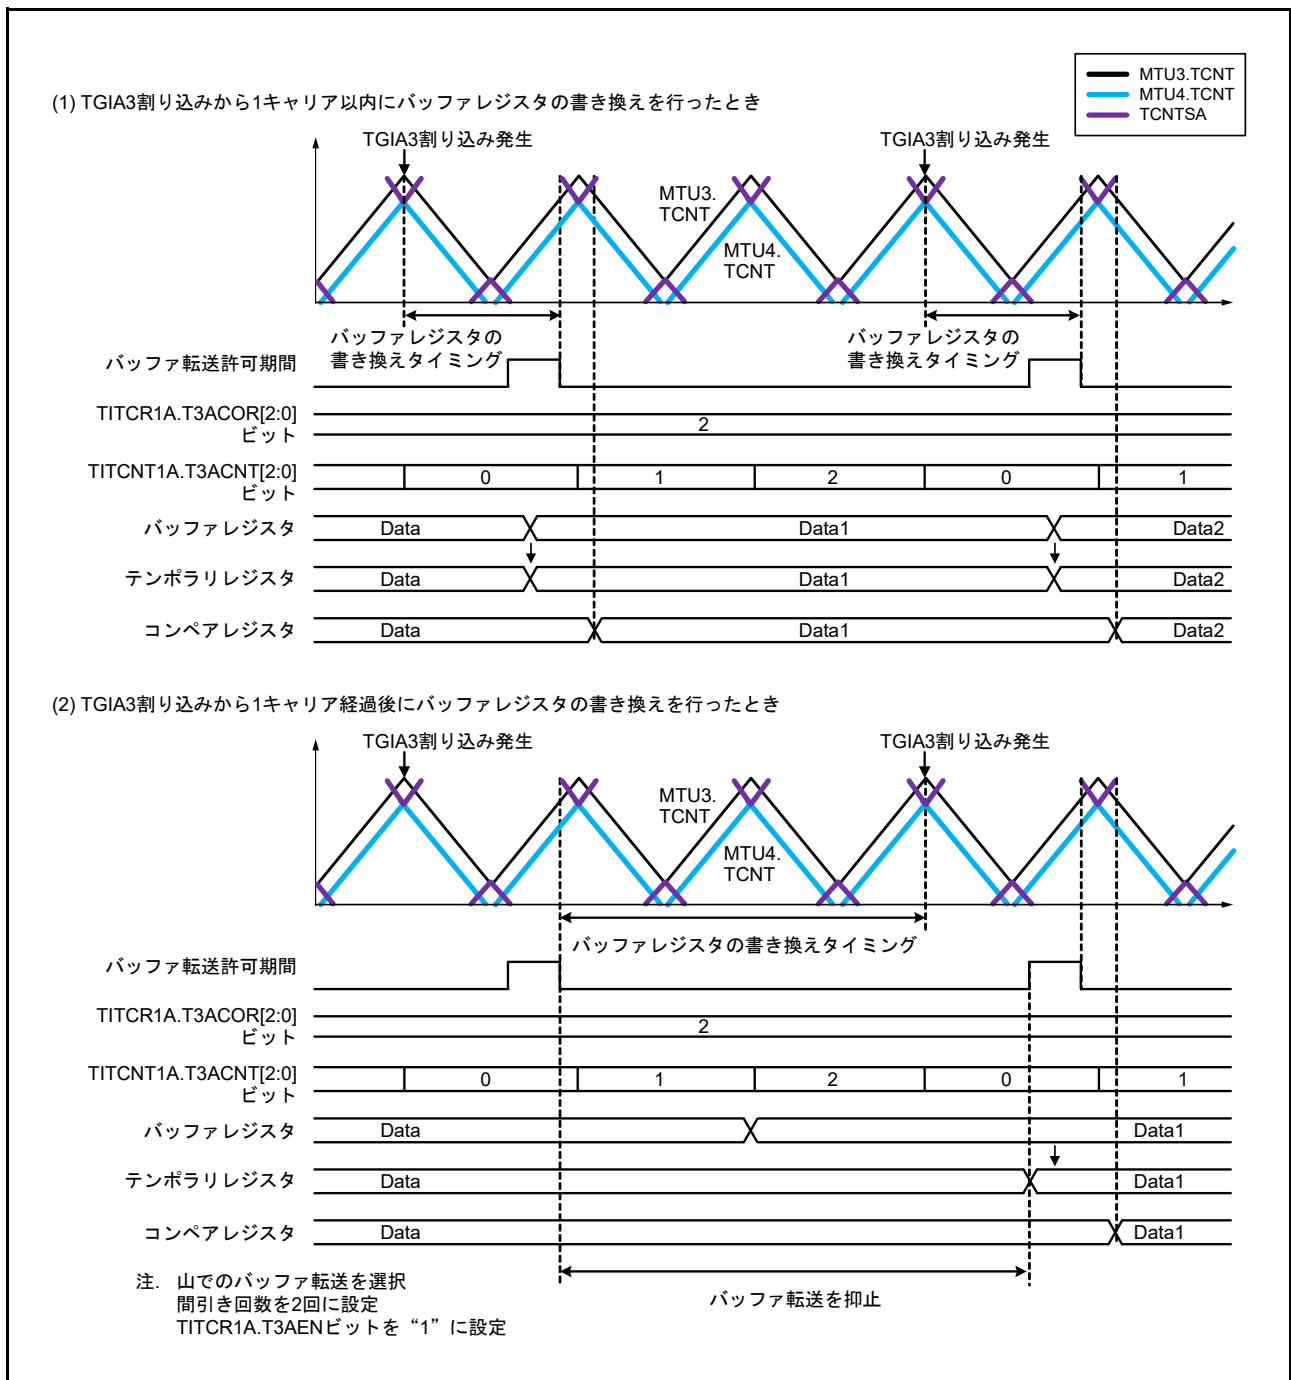 MTU3.TCNT
MTU4.TCNT
TCNTSA
(1) TGIA3割り込みから1キャリア以内にバッファレジスタの書き換えを行ったとき
TGIA3割り込み発生
TGIA3割り込み発生
MTU3.
TCNT
MTU4.
TCNT
バッファレジスタの
書き換えタイミング
バッファレジスタの
書き換えタイミング
バッファ転送許可期間
TITCR1A.T3ACOR[2:0]
ビット
2
TITCNT1A.T3ACNT[2:0]
ビット
0 1 2 0 1
バッファレジスタ Data Data1 Data2
テンポラリレジスタ Data Data1 Data2
コンペアレジスタ Data Data1 Data2
(2) TGIA3割り込みから1キャリア経過後にバッファレジスタの書き換えを行ったとき
TGIA3割り込み発生
TGIA3割り込み発生
MTU3.
TCNT
MTU4.
TCNT
バッファレジスタの書き換えタイミング
バッファ転送許可期間
TITCR1A.T3ACOR[2:0]
ビット
2
TITCNT1A.T3ACNT[2:0]
ビット
0 1 2 0 1
バッファレジスタ Data Data1
テンポラリレジスタ Data Data1
コンペアレジスタ Data Data1
バッファ転送を抑止
注. 山でのバッファ転送を選択
間引き回数を2回に設定
TITCR1A.T3AENビットを“1”に設定